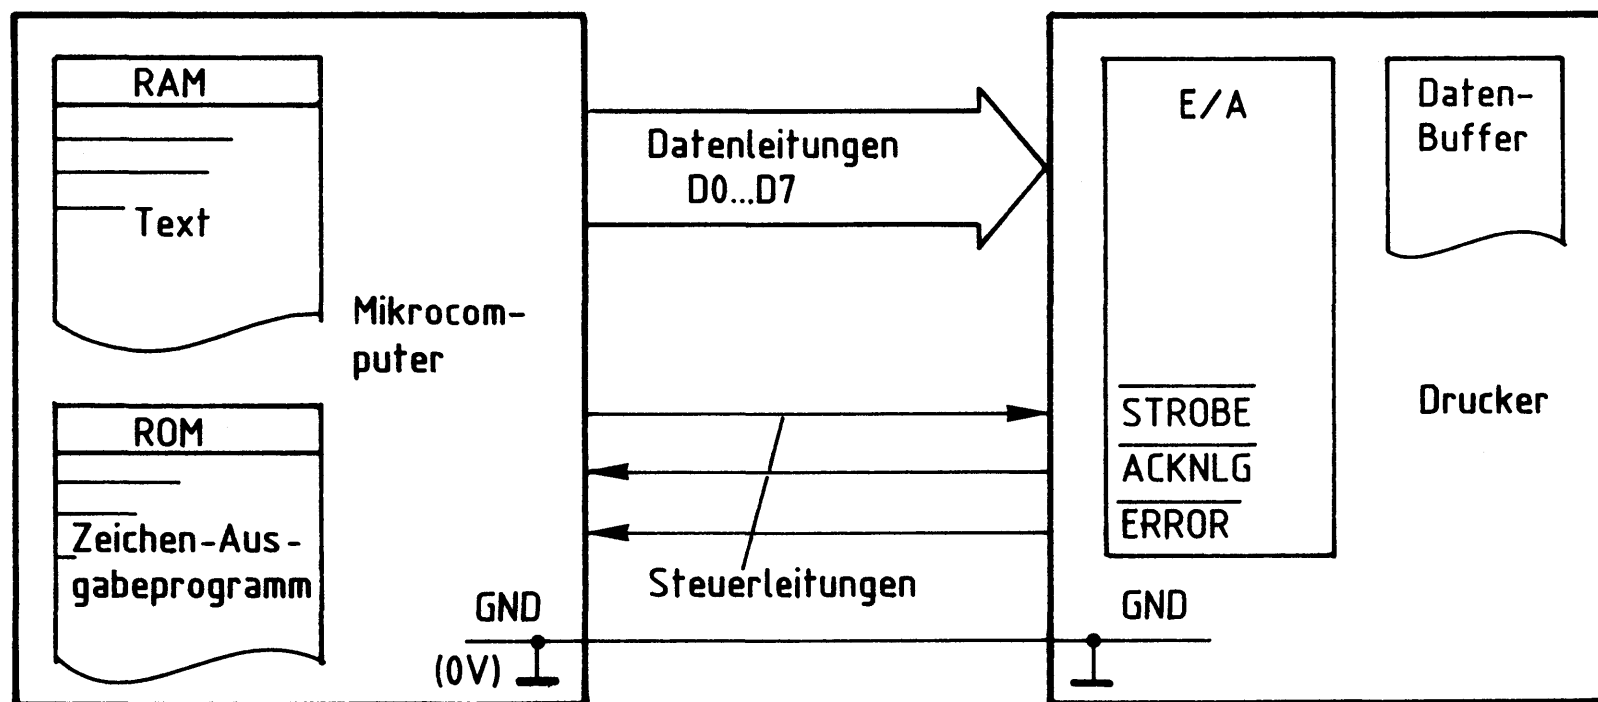 RAM
Text
Mikrocom-
puter
ROM
Zeichen-Aus-
gabeprogramm
GND
(0V)
Datenleitungen
D0...D7
Steuerleitungen
E/A
STROBE
ACKNLG
ERROR
GND
Daten-
Buffer
Drucker